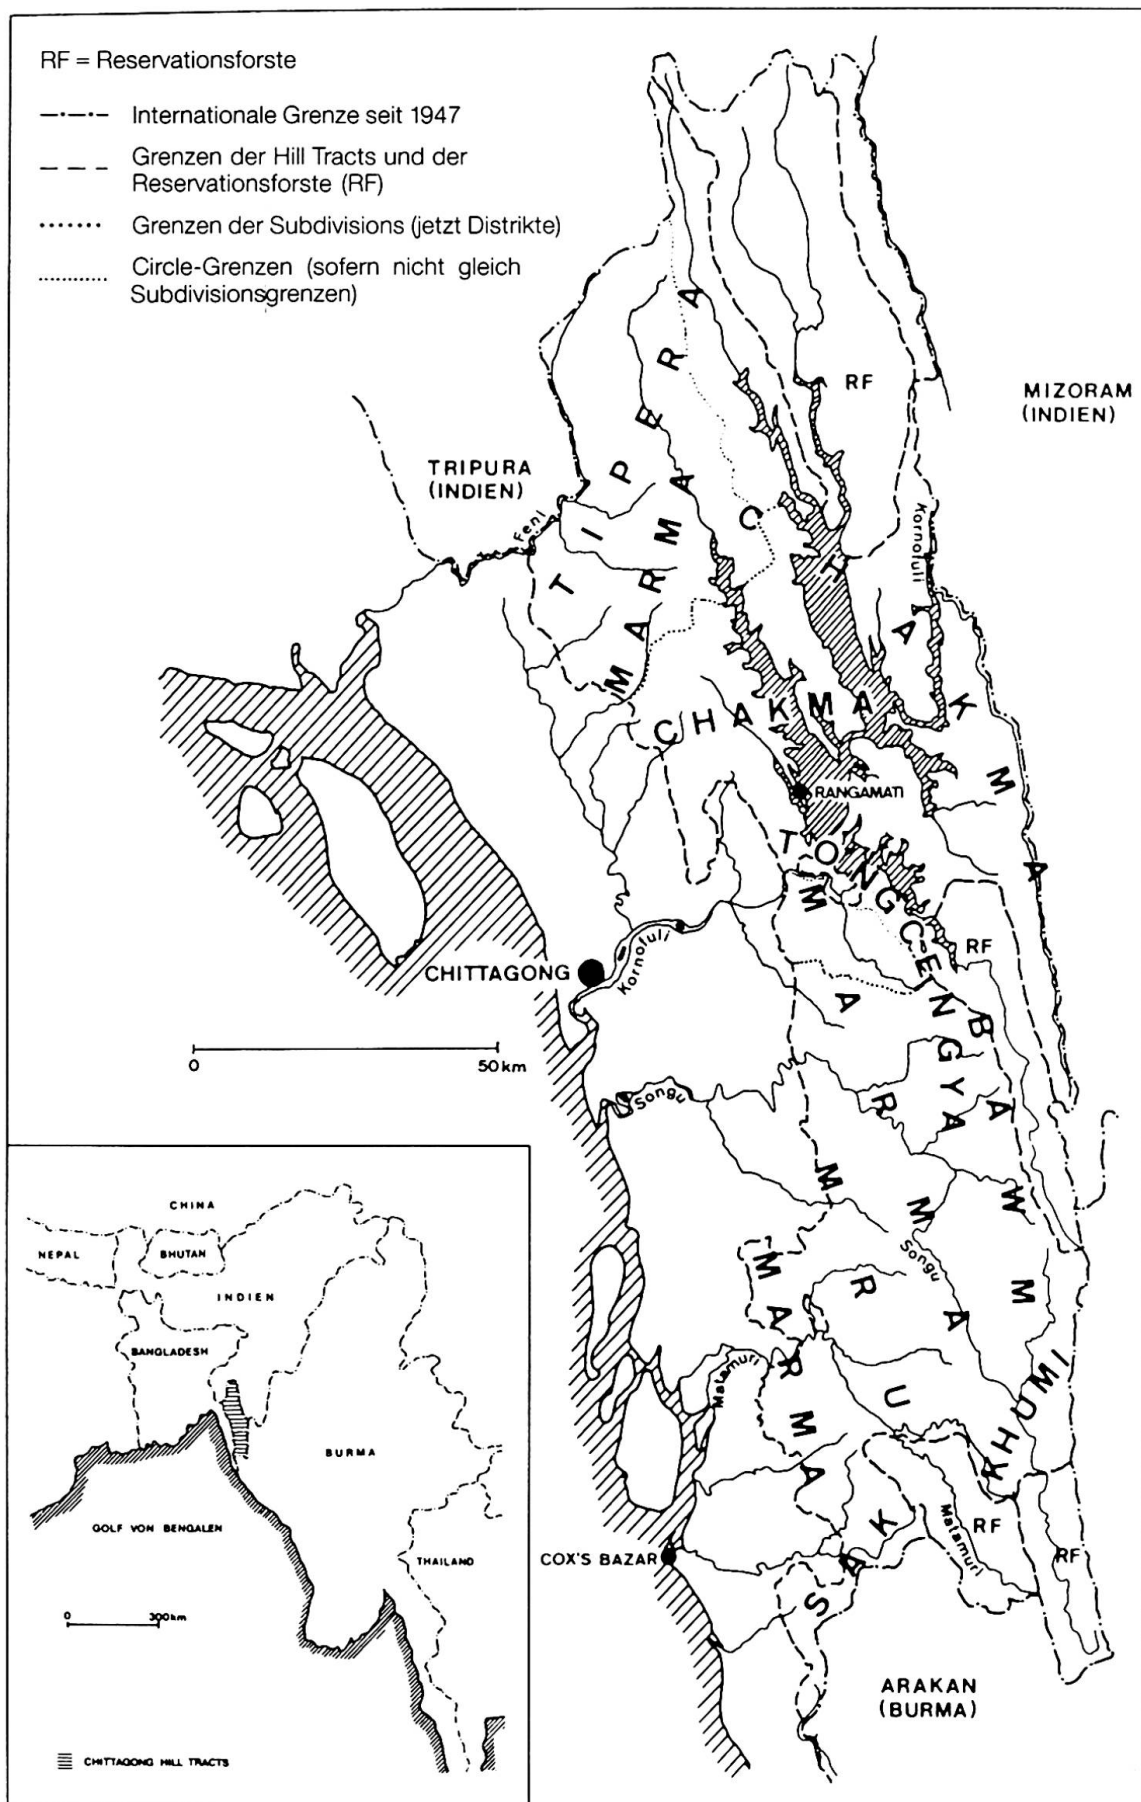 RF = Reservationsforste
Internationale Grenze seit 1947
Grenzen der Hill Tracts und der
Reservationsforste (RF)
Grenzen der Subdivisions (jetzt Distrikte)
Circle-Grenzen (sofern nicht gleich
Subdivisionsgrenzen)
RF
MIZORAM
(INDIEN)
TRIPURA
(INDIEN)
Feni
TIPERA
MARMA
CHAKMA
Kornofuli
CHAKMA
RANGAMATI
TONGCENGYA
RF
CHITTAGONG
Kornofuli
MARMA
BAWM
0
50 km
Songu
Songu
MRU
MARMA
Matamuri
KHUMI
SAK
Matamuri
RF
RF
COX'S BAZAR
ARAKAN
(BURMA)
CHINA
NEPAL
BHUTAN
INDIEN
BANGLADESH
BURMA
GOLF VON BENGALEN
THAILAND
0
300km
CHITTAGONG HILL TRACTS